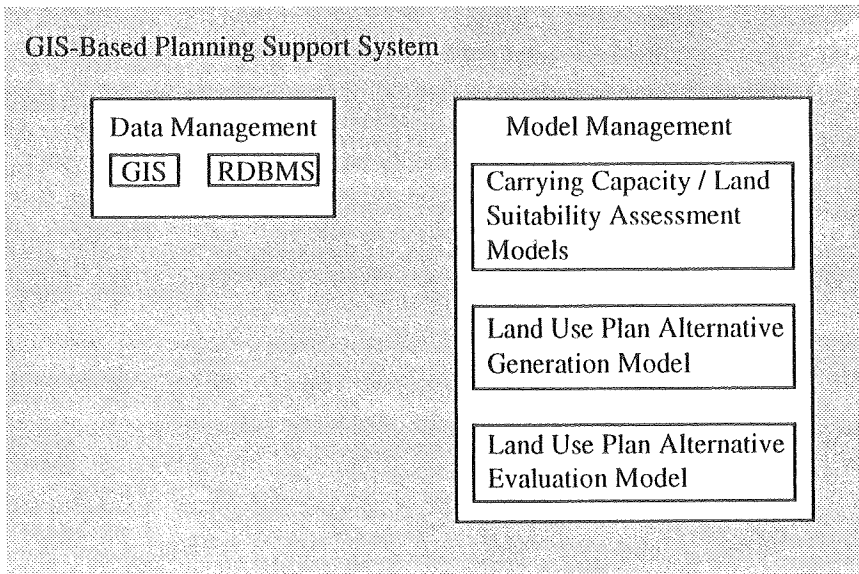 GIS-Based Planning Support System
Data Management
GIS RDBMS
Model Management
Carrying Capacity / Land
Suitability Assessment
Models
Land Use Plan Alternative
Generation Model
Land Use Plan Alternative
Evaluation Model